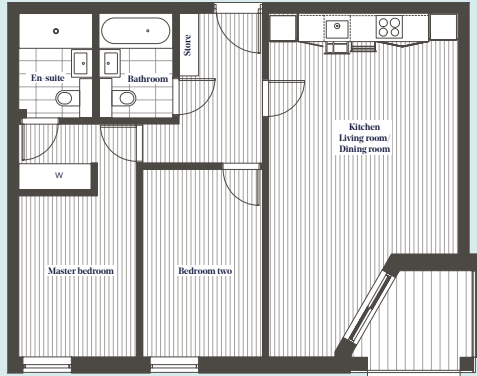 Store
En-suite
Bathroom
Kitchen
Living room/
Dining room
W
Master bedroom
Bedroom two